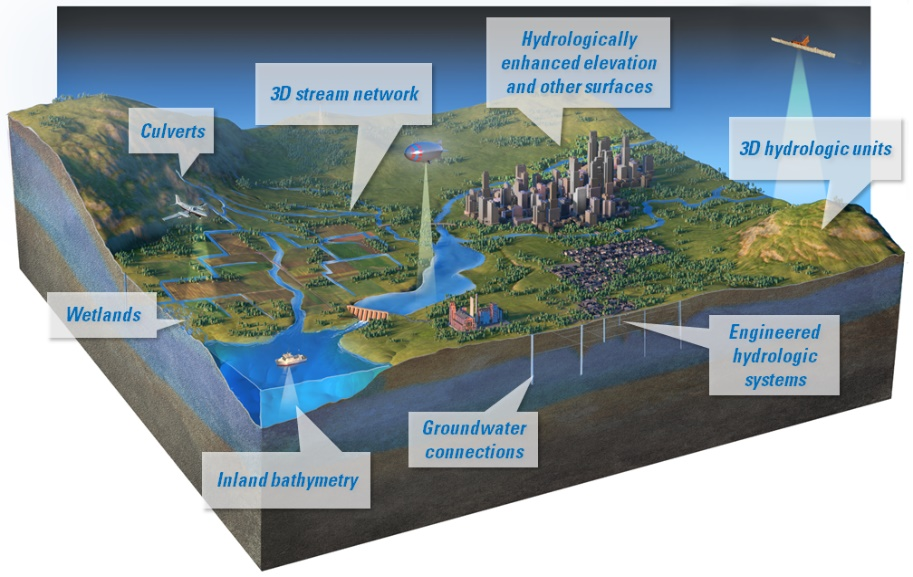 Hydrologically
enhanced elevation
and other surfaces
3D stream network
Culverts
3D hydrologic units
Wetlands
Engineered
hydrologic
systems
Groundwater
connections
Inland bathymetry